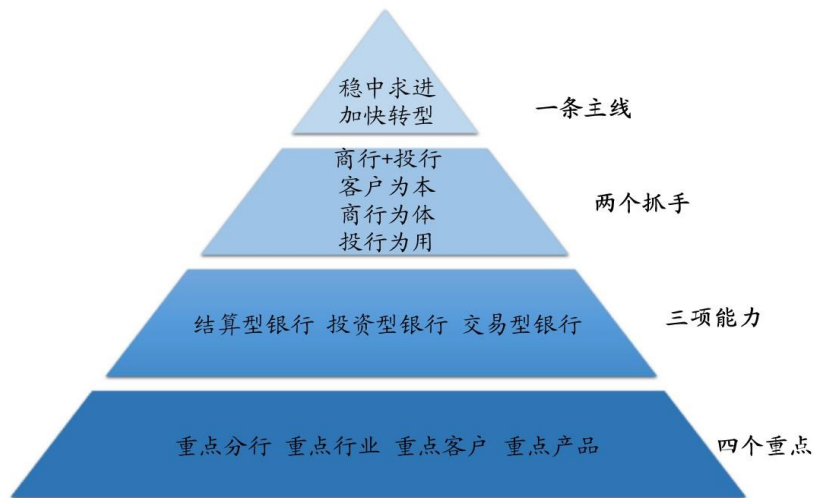 稳中求进
加快转型
一条主线
商行+投行
客户为本
商行为体
投行为用
两个抓手
结算型银行 投资型银行 交易型银行
三项能力
重点分行 重点行业 重点客户 重点产品
四个重点